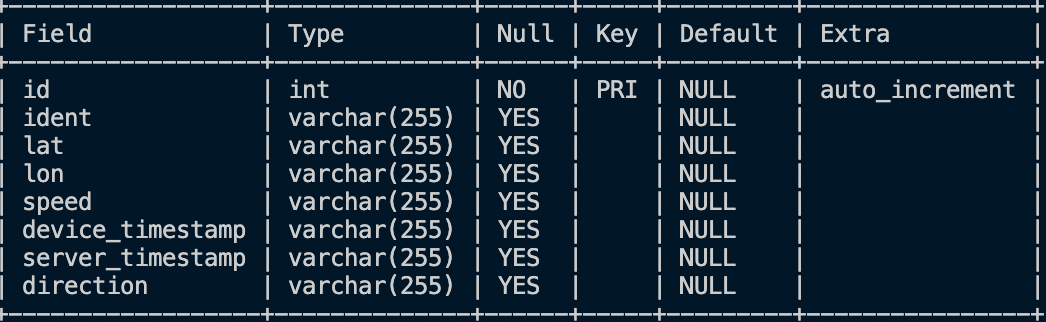 | Field | Type | Null | Key | Default | Extra |
| id | int | NO | PRI | NULL | auto_increment |
| ident | varchar(255) | YES | | NULL | |
| lat | varchar(255) | YES | | NULL | |
| lon | varchar(255) | YES | | NULL | |
| speed | varchar(255) | YES | | NULL | |
| device_timestamp | varchar(255) | YES | | NULL | |
| server_timestamp | varchar(255) | YES | | NULL | |
| direction | varchar(255) | YES | | NULL | |